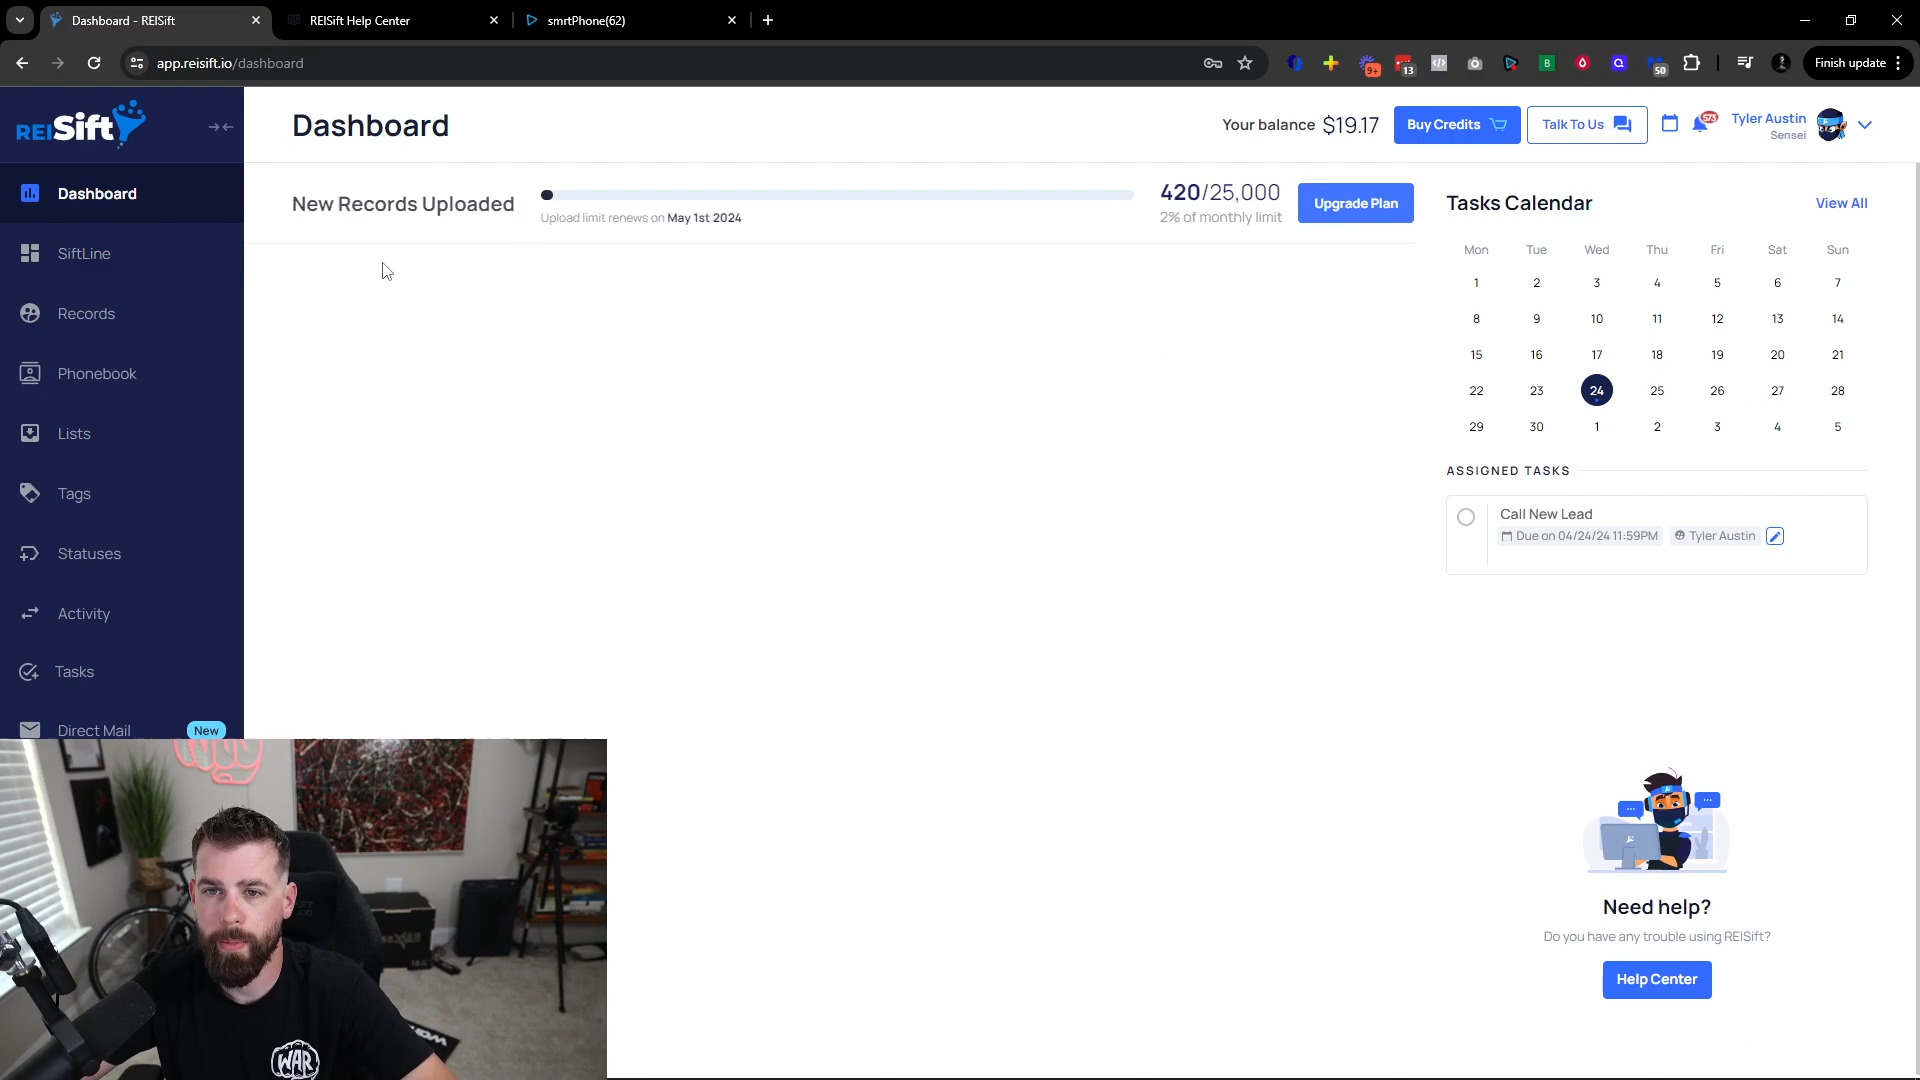 Dashboard - REISift
REISift Help Center
smrtPhone(62)
app.reisift.io/dashboard
9+
13
B
50
Finish update
REISift
Dashboard
Your balance $19.17
Buy Credits
Talk To Us
573
Tyler Austin
Sensei
Dashboard
SiftLine
Records
Phonebook
Lists
Tags
Statuses
Activity
Tasks
Direct Mail
New
New Records Uploaded
Upload limit renews on May 1st 2024
420/25,000
2% of monthly limit
Upgrade Plan
Tasks Calendar
View All
Mon Tue Wed Thu Fri Sat Sun
1 2 3 4 5 6 7
8 9 10 11 12 13 14
15 16 17 18 19 20 21
22 23 24 25 26 27 28
29 30 1 2 3 4 5
ASSIGNED TASKS
Call New Lead
Due on 04/24/24 11:59PM
Tyler Austin
Need help?
Do you have any trouble using REISift?
Help Center
WAR